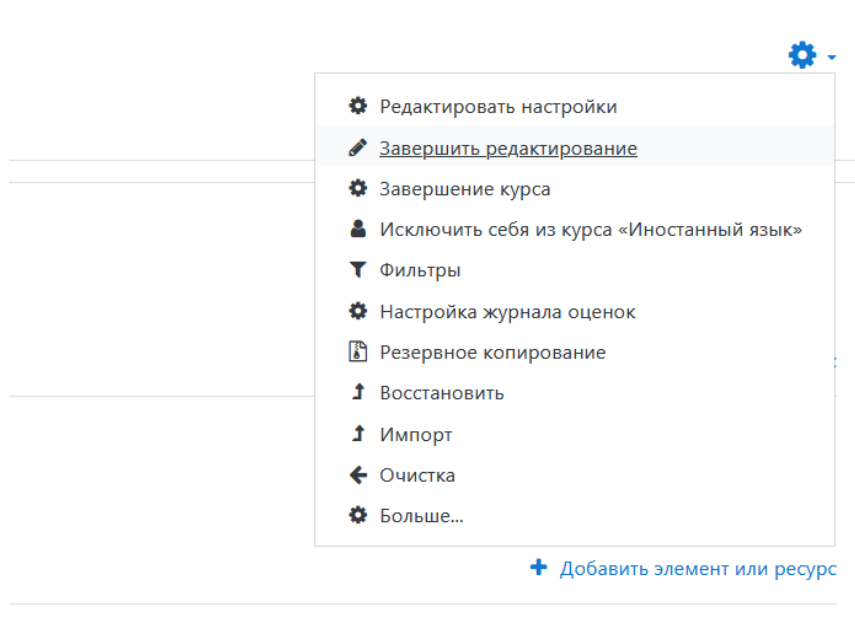 Редактировать настройки
Завершить редактирование
Завершение курса
Исключить себя из курса «Иностанный язык»
Фильтры
Настройка журнала оценок
Резервное копирование
Восстановить
Импорт
Очистка
Больше...
Добавить элемент или ресурс